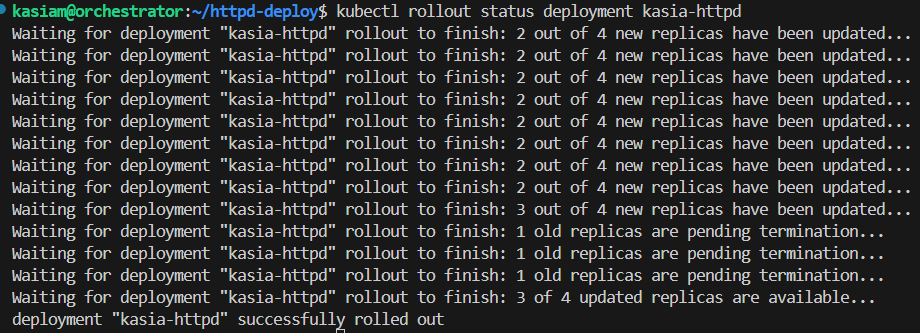 kasiam@orchestrator:~/httpd-deploy$ kubectl rollout status deployment kasia-httpd
Waiting for deployment "kasia-httpd" rollout to finish: 2 out of 4 new replicas have been updated...
Waiting for deployment "kasia-httpd" rollout to finish: 2 out of 4 new replicas have been updated...
Waiting for deployment "kasia-httpd" rollout to finish: 2 out of 4 new replicas have been updated...
Waiting for deployment "kasia-httpd" rollout to finish: 2 out of 4 new replicas have been updated...
Waiting for deployment "kasia-httpd" rollout to finish: 2 out of 4 new replicas have been updated...
Waiting for deployment "kasia-httpd" rollout to finish: 2 out of 4 new replicas have been updated...
Waiting for deployment "kasia-httpd" rollout to finish: 2 out of 4 new replicas have been updated...
Waiting for deployment "kasia-httpd" rollout to finish: 2 out of 4 new replicas have been updated...
Waiting for deployment "kasia-httpd" rollout to finish: 3 out of 4 new replicas have been updated...
Waiting for deployment "kasia-httpd" rollout to finish: 1 old replicas are pending termination...
Waiting for deployment "kasia-httpd" rollout to finish: 1 old replicas are pending termination...
Waiting for deployment "kasia-httpd" rollout to finish: 1 old replicas are pending termination...
Waiting for deployment "kasia-httpd" rollout to finish: 3 of 4 updated replicas are available...
deployment "kasia-httpd" successfully rolled out